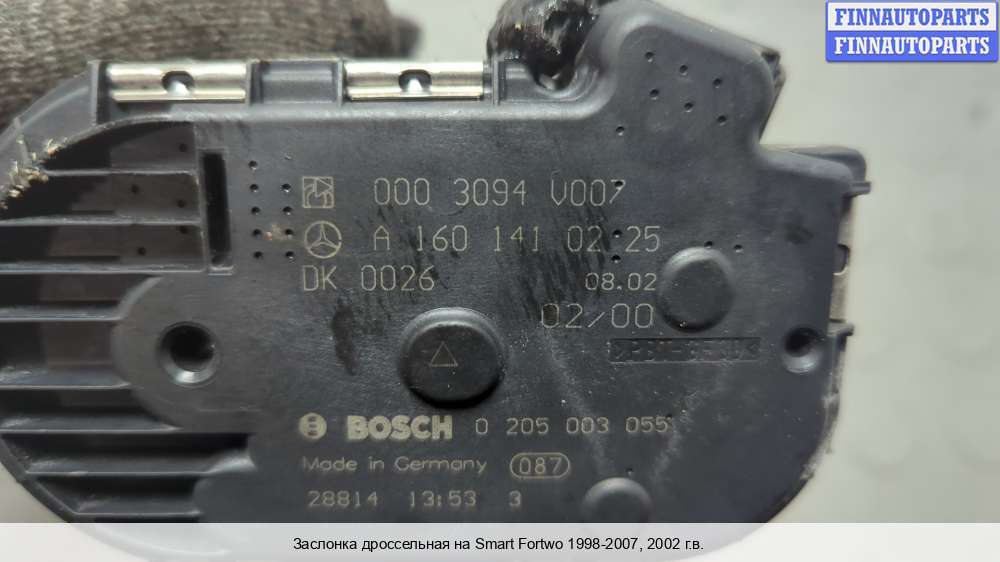 FINNAUTOPARTS
FINNAUTOPARTS
000 3094 V007
A 160 141 02 25
DK 0026 08.02
02/00
BOSCH 0 205 003 055
Made in Germany 087
28814 13:53 3
Заслонка дроссельная на Smart Fortwo 1998-2007, 2002 г.в.